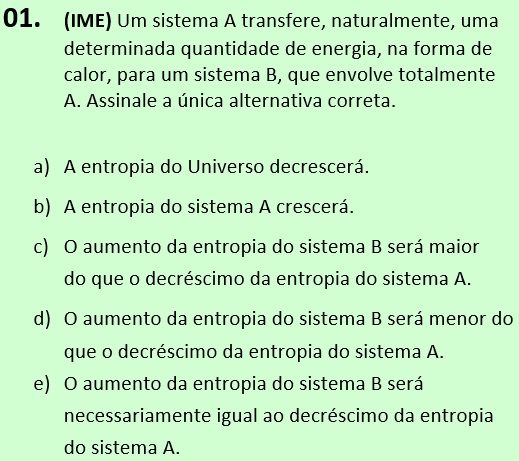 01. (IME) Um sistema A transfere, naturalmente, uma
determinada quantidade de energia, na forma de
calor, para um sistema B, que envolve totalmente
A. Assinale a única alternativa correta.
a) A entropia do Universo decrescerá.
b) A entropia do sistema A crescerá.
c) O aumento da entropia do sistema B será maior
do que o decréscimo da entropia do sistema A.
d) O aumento da entropia do sistema B será menor do
que o decréscimo da entropia do sistema A.
e) O aumento da entropia do sistema B será
necessariamente igual ao decréscimo da entropia
do sistema A.